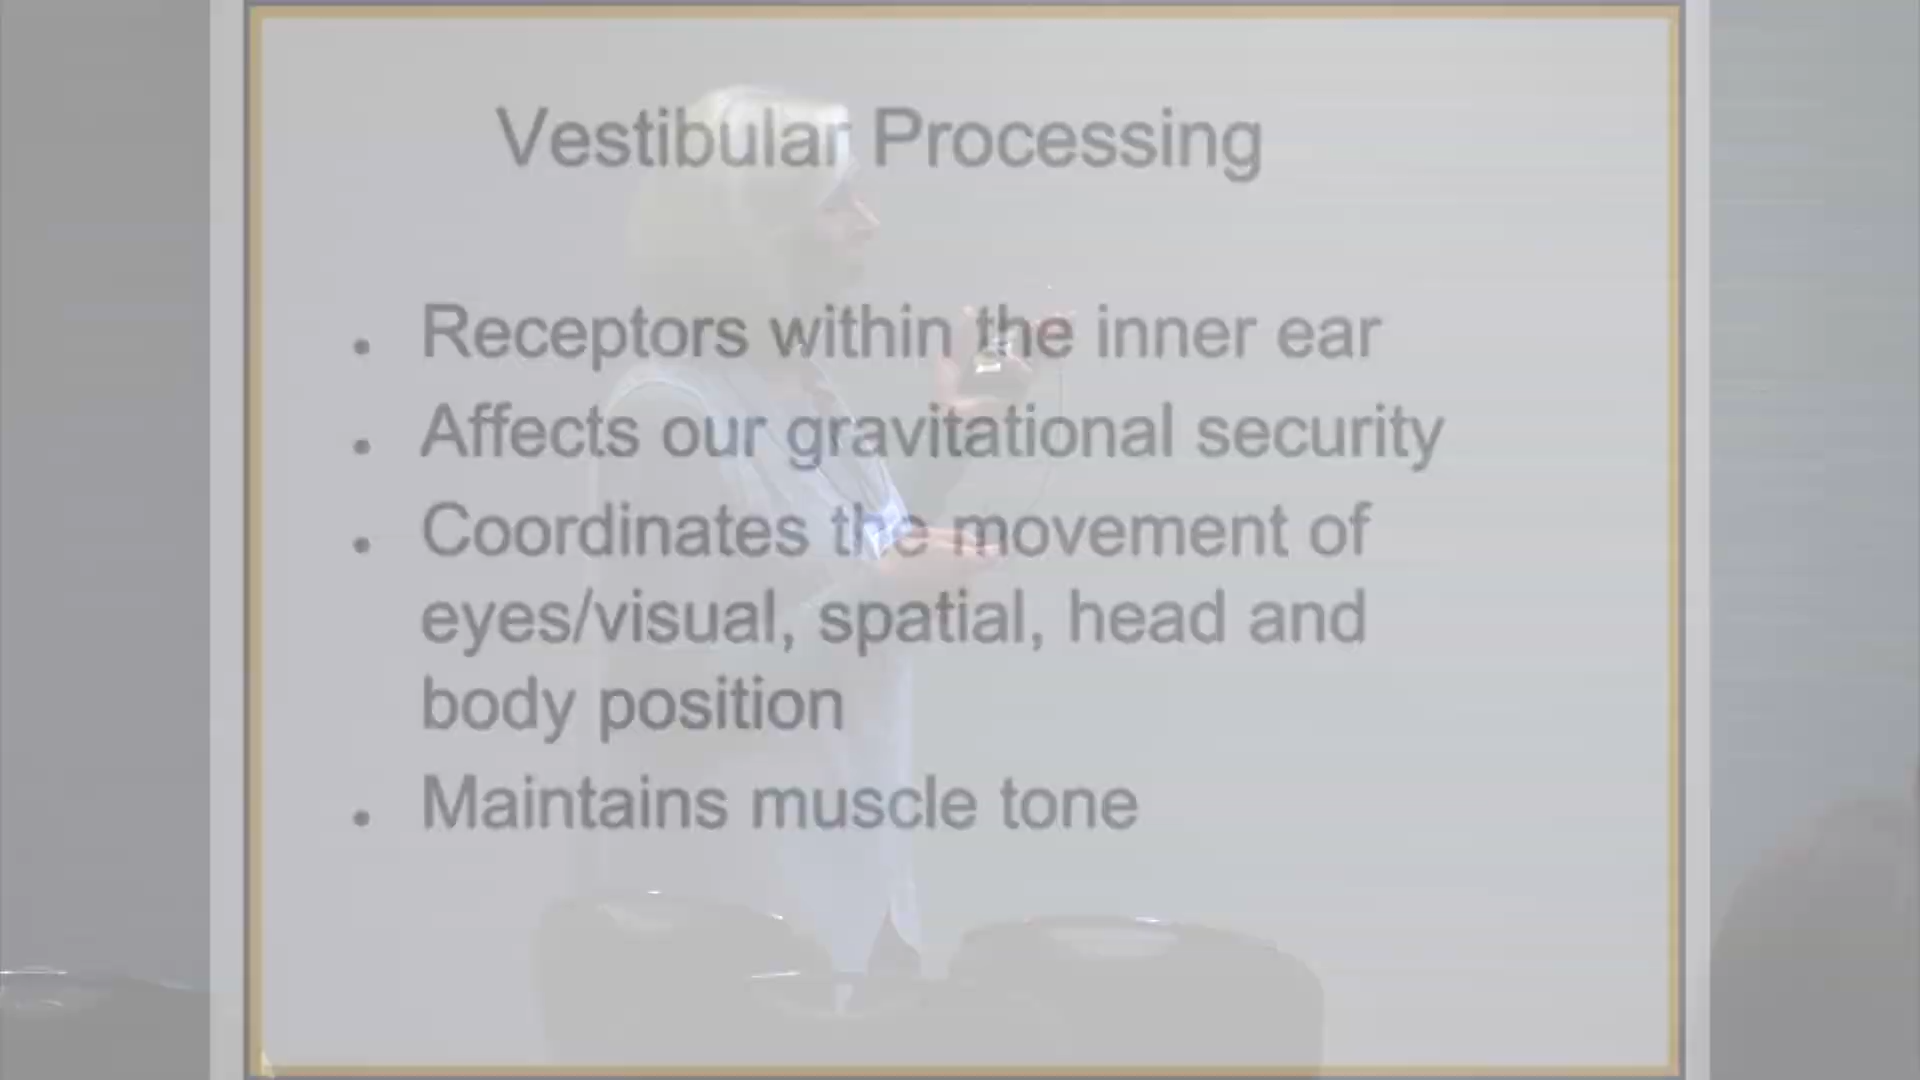 Vestibular Processing
• Receptors within the inner ear
• Affects our gravitational security
• Coordinates the movement of
eyes/visual, spatial, head and
body position
• Maintains muscle tone